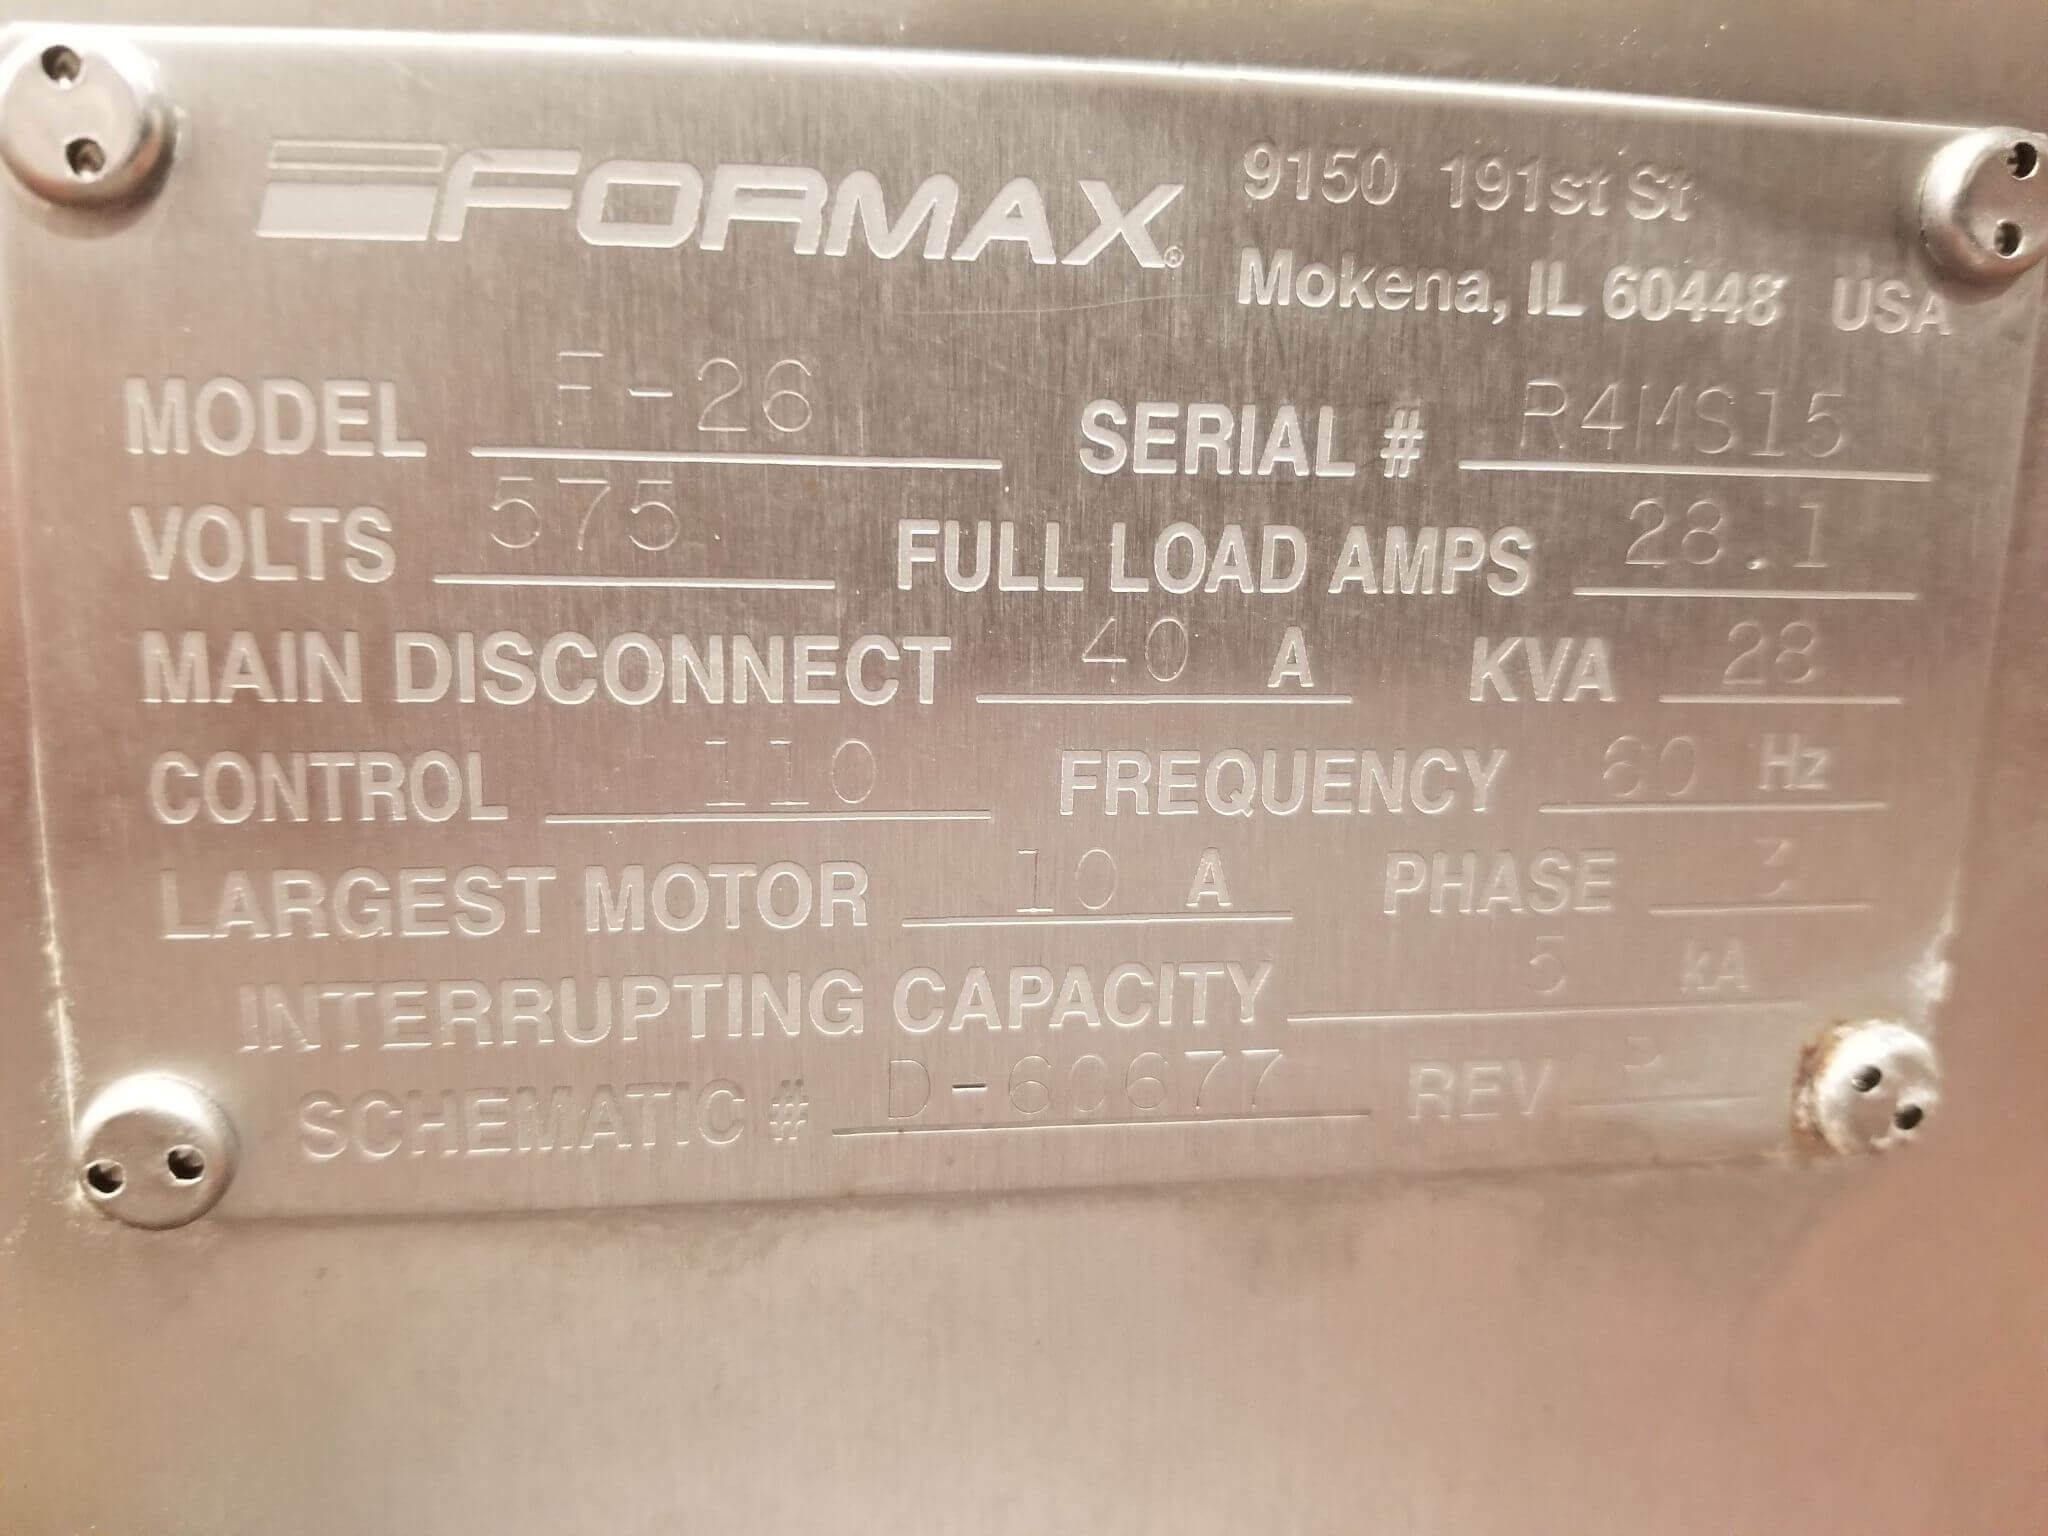 FORMAX® 9150 191st St
Mokena, IL 60448 USA
MODEL F-26 SERIAL # R4MS15
VOLTS 575 FULL LOAD AMPS 28.1
MAIN DISCONNECT 40 A KVA 28
CONTROL 110 FREQUENCY 60 Hz
LARGEST MOTOR 10 A PHASE 3
INTERRUPTING CAPACITY 5 kA
SCHEMATIC # D-60677 REV